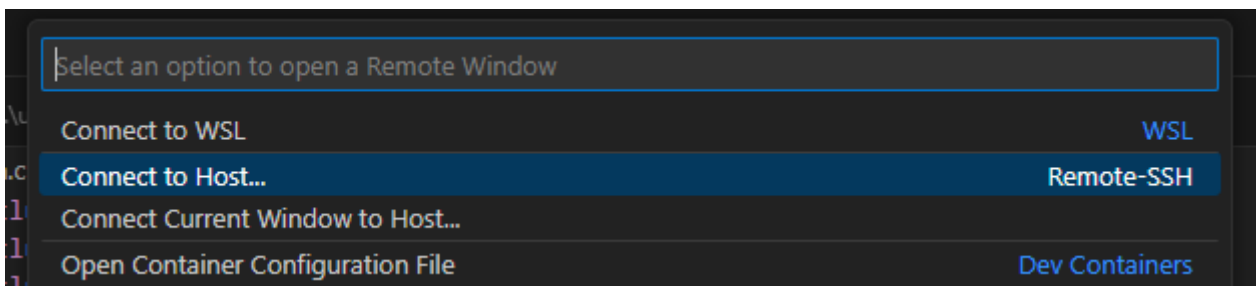 Select an option to open a Remote Window
Connect to WSL WSL
Connect to Host... Remote-SSH
Connect Current Window to Host...
Open Container Configuration File Dev Containers